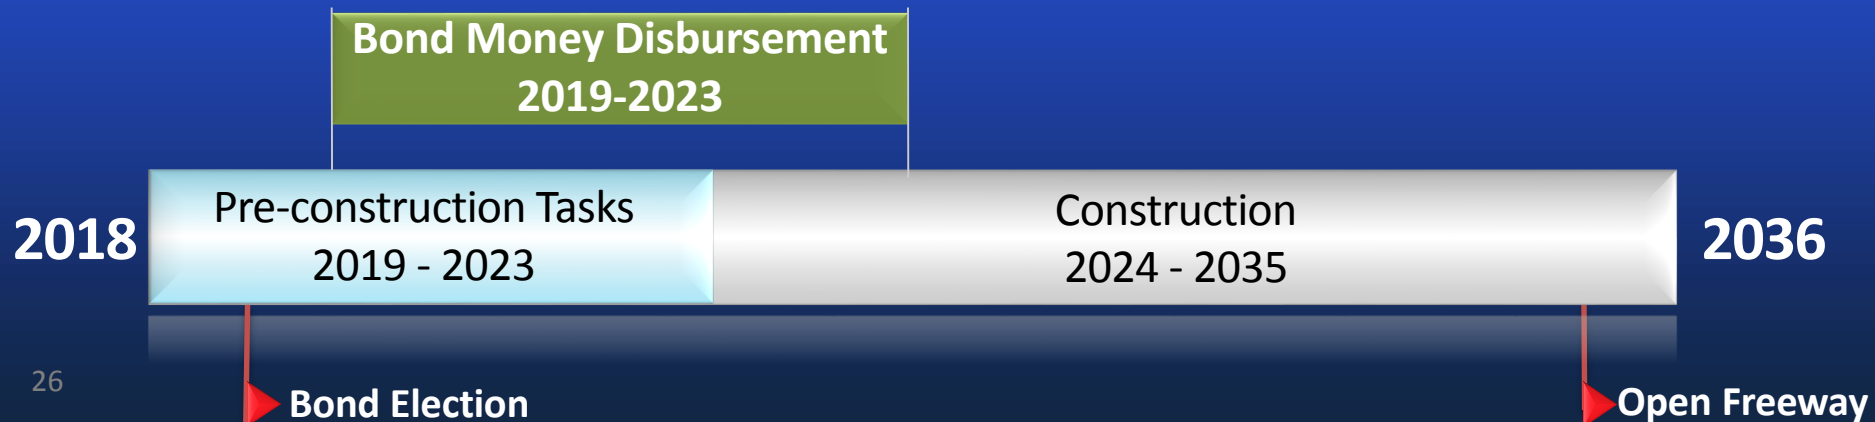 Bond Money Disbursement
2019-2023
2018
Pre-construction Tasks
2019 - 2023
Construction
2024 - 2035
2036
26
Bond Election
Open Freeway